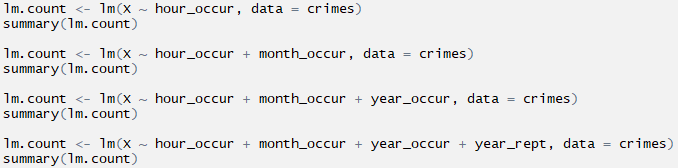 lm.count <- lm(x ~ hour_occur, data = crimes)
summary(lm.count)
lm.count <- lm(x ~ hour_occur + month_occur, data = crimes)
summary(lm.count)
lm.count <- lm(x ~ hour_occur + month_occur + year_occur, data = crimes)
summary(lm.count)
lm.count <- lm(x ~ hour_occur + month_occur + year_occur + year_rept, data = crimes)
summary(lm.count)